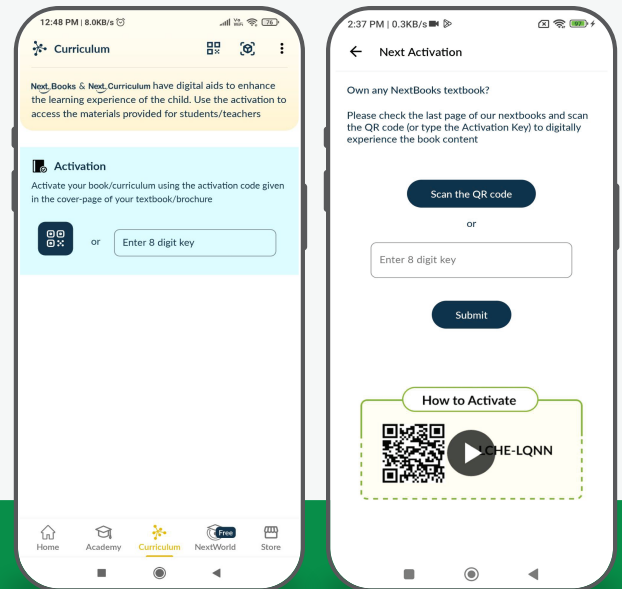 12:48 PM | 8.0KB/s
76
Curriculum
Next Books & Next Curriculum have digital aids to enhance
the learning experience of the child. Use the activation to
access the materials provided for students/teachers
Activation
Activate your book/curriculum using the activation code given
in the cover-page of your textbook/brochure
or
Enter 8 digit key
Home
Academy
Curriculum
Free
NextWorld
Store
2:37 PM | 0.3KB/s
97
Next Activation
Own any NextBooks textbook?
Please check the last page of our nextbooks and scan
the QR code (or type the Activation Key) to digitally
experience the book content
Scan the QR code
or
Enter 8 digit key
Submit
How to Activate
CHE-LQNN